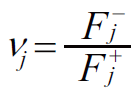 ν_j = F_j^- / F_j^+